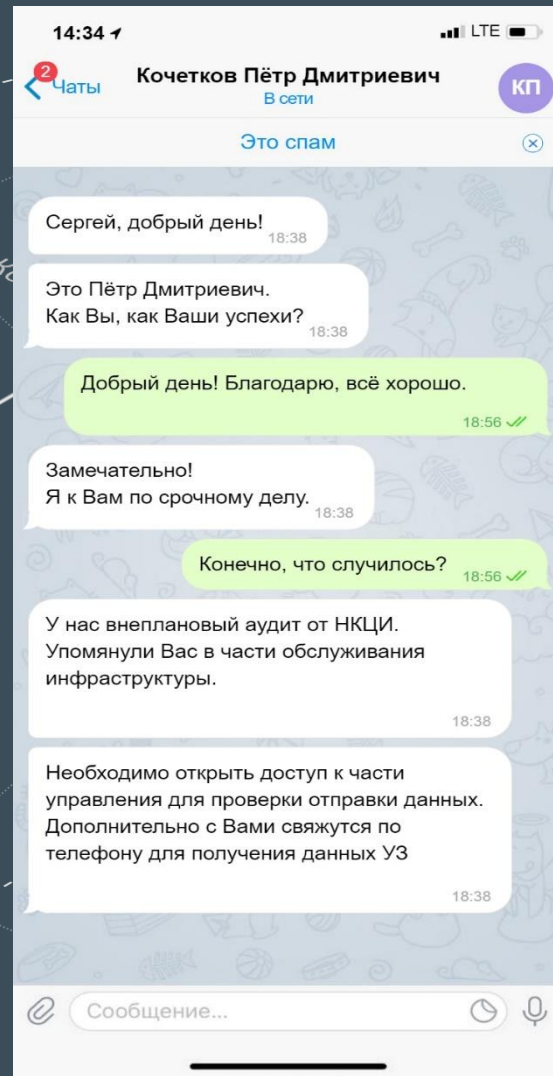 14:34
LTE
2
Чаты
Кочетков Пётр Дмитриевич
В сети
КП
Это спам
Сергей, добрый день!
18:38
Это Пётр Дмитриевич.
Как Вы, как Ваши успехи?
18:38
Добрый день! Благодарю, всё хорошо.
18:56
Замечательно!
Я к Вам по срочному делу.
18:38
Конечно, что случилось?
18:56
У нас внеплановый аудит от НКЦИ.
Упомянули Вас в части обслуживания
инфраструктуры.
18:38
Необходимо открыть доступ к части
управления для проверки отправки данных.
Дополнительно с Вами свяжутся по
телефону для получения данных УЗ
18:38
Сообщение...